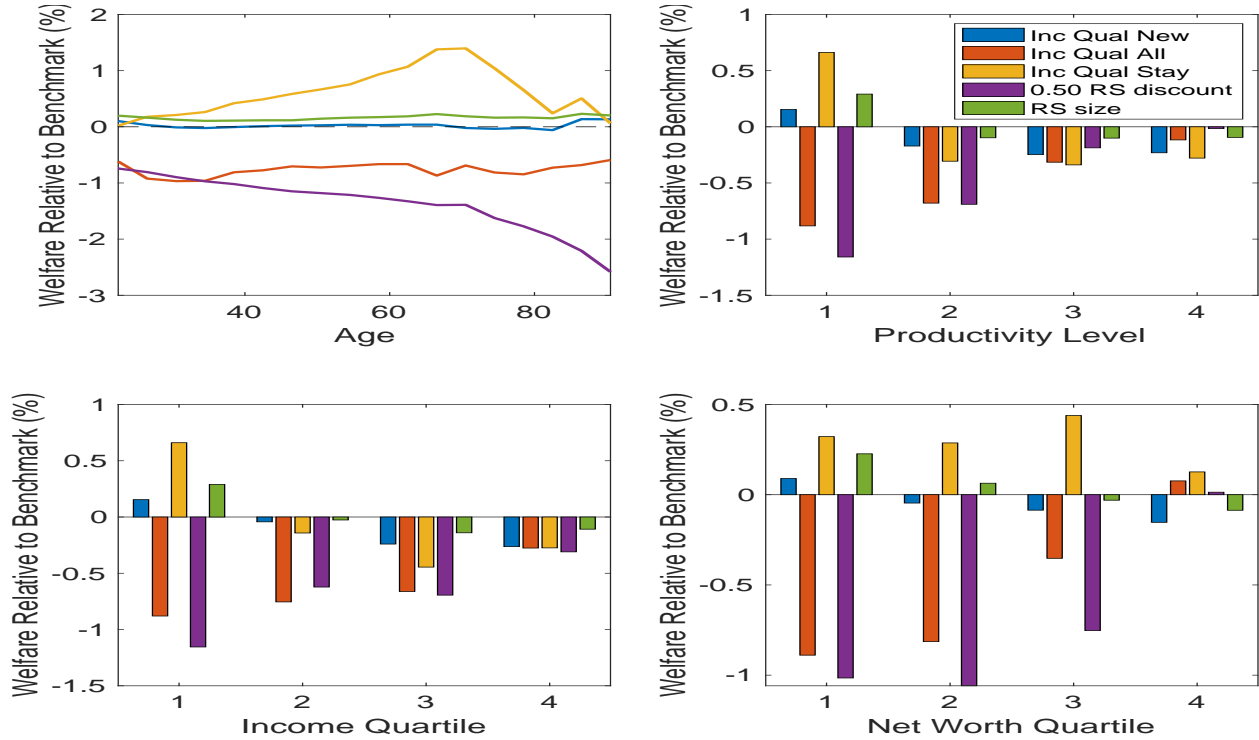 Welfare Relative to Benchmark (%)
2
1
0
-1
-2
-3
40
60
80
Age
Welfare Relative to Benchmark (%)
0.5
0
-0.5
-1
-1.5
1
2
3
4
Productivity Level
Inc Qual New
Inc Qual All
Inc Qual Stay
0.50 RS discount
RS size
Welfare Relative to Benchmark (%)
1
0.5
0
-0.5
-1
-1.5
1
2
3
4
Income Quartile
Welfare Relative to Benchmark (%)
0.5
0
-0.5
-1
1
2
3
4
Net Worth Quartile